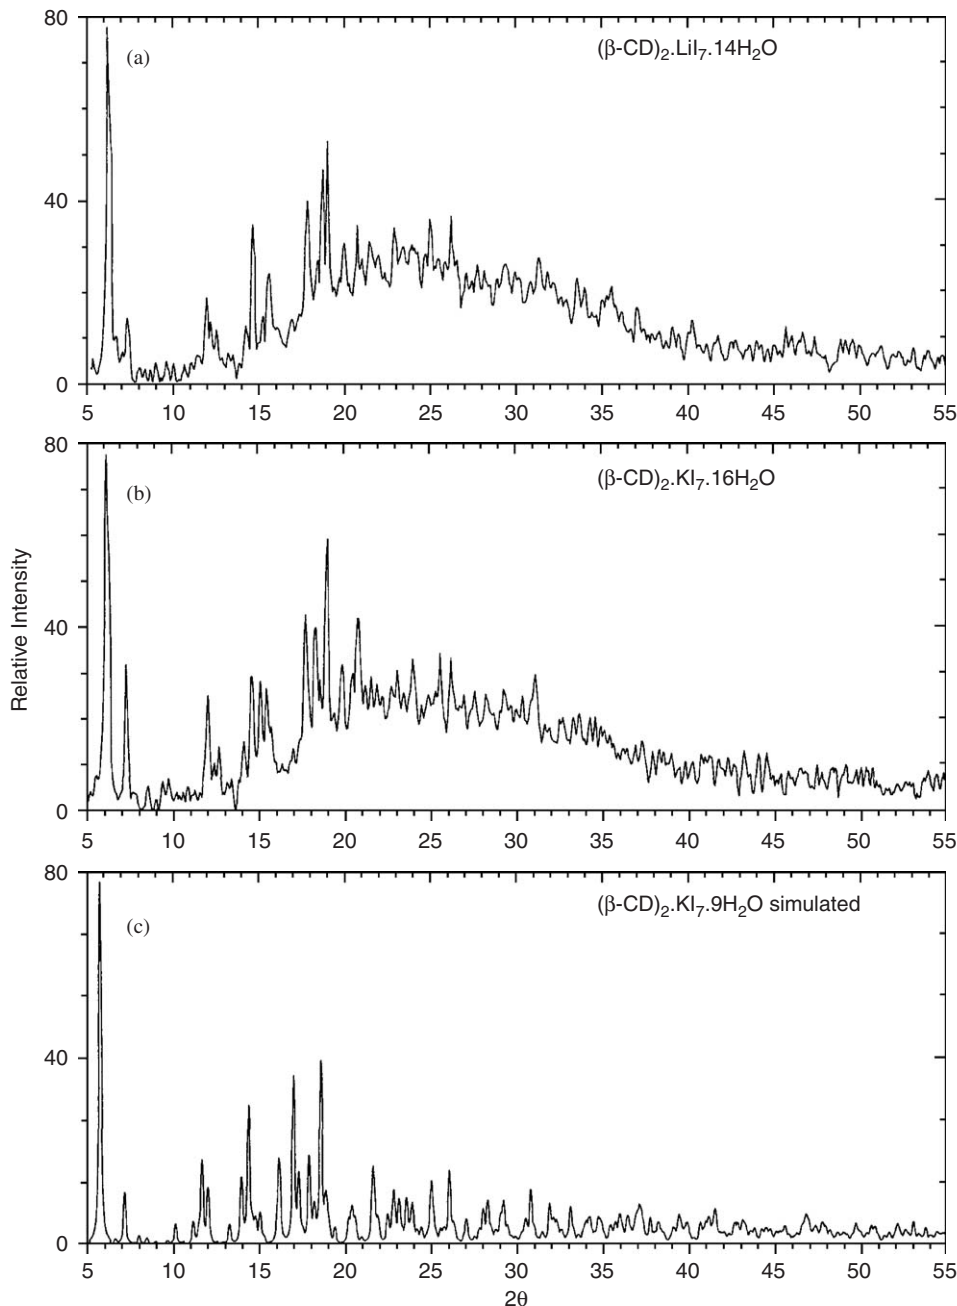 80
(a)
(β-CD)₂.LiI₇.14H₂O
40
0
5 10 15 20 25 30 35 40 45 50 55
80
(b)
(β-CD)₂.KI₇.16H₂O
Relative Intensity
40
0
5 10 15 20 25 30 35 40 45 50 55
80
(c)
(β-CD)₂.KI₇.9H₂O simulated
40
0
5 10 15 20 25 30 35 40 45 50 55
2θ